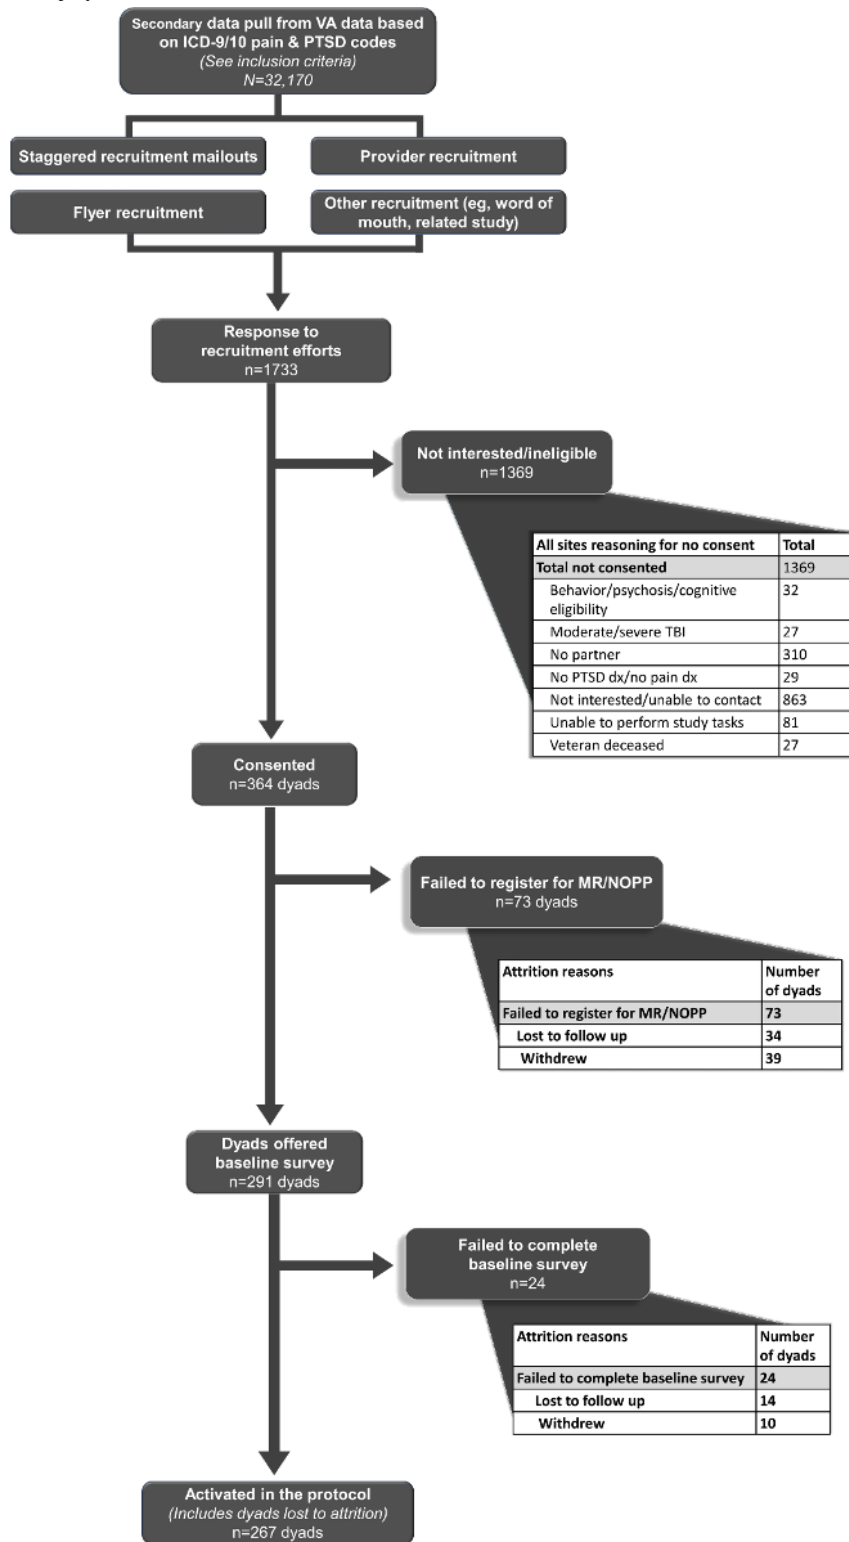 Secondary data pull from VA data based
on ICD-9/10 pain & PTSD codes
(See inclusion criteria)
N=32,170
Staggered recruitment mailouts
Provider recruitment
Flyer recruitment
Other recruitment (eg, word of
mouth, related study)
Response to
recruitment efforts
n=1733
Not interested/ineligible
n=1369
All sites reasoning for no consent Total
Total not consented 1369
Behavior/psychosis/cognitive
eligibility 32
Moderate/severe TBI 27
No partner 310
No PTSD dx/no pain dx 29
Not interested/unable to contact 863
Unable to perform study tasks 81
Veteran deceased 27
Consented
n=364 dyads
Failed to register for MR/NOPP
n=73 dyads
Attrition reasons Number
of dyads
Failed to register for MR/NOPP 73
Lost to follow up 34
Withdrew 39
Dyads offered
baseline survey
n=291 dyads
Failed to complete
baseline survey
n=24
Attrition reasons Number
of dyads
Failed to complete baseline survey 24
Lost to follow up 14
Withdrew 10
Activated in the protocol
(Includes dyads lost to attrition)
n=267 dyads